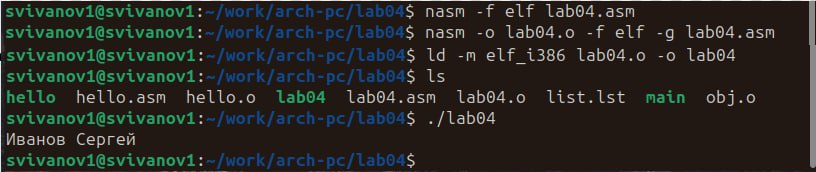 svivanov1@svivanov1:~/work/arch-pc/lab04$ nasm -f elf lab04.asm
svivanov1@svivanov1:~/work/arch-pc/lab04$ nasm -o lab04.o -f elf -g lab04.asm
svivanov1@svivanov1:~/work/arch-pc/lab04$ ld -m elf_i386 lab04.o -o lab04
svivanov1@svivanov1:~/work/arch-pc/lab04$ ls
hello  hello.asm  hello.o  lab04  lab04.asm  lab04.o  list.lst  main  obj.o
svivanov1@svivanov1:~/work/arch-pc/lab04$ ./lab04
Иванов Сергей
svivanov1@svivanov1:~/work/arch-pc/lab04$